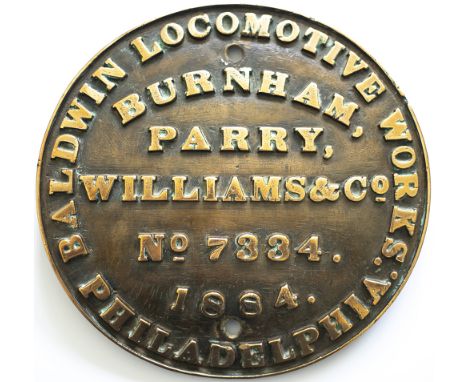 BALDWIN LOCOMOTIVE WORKS.
BURNHAM,
PARRY,
WILLIAMS & Co
No 7334.
1884.
PHILADELPHIA.